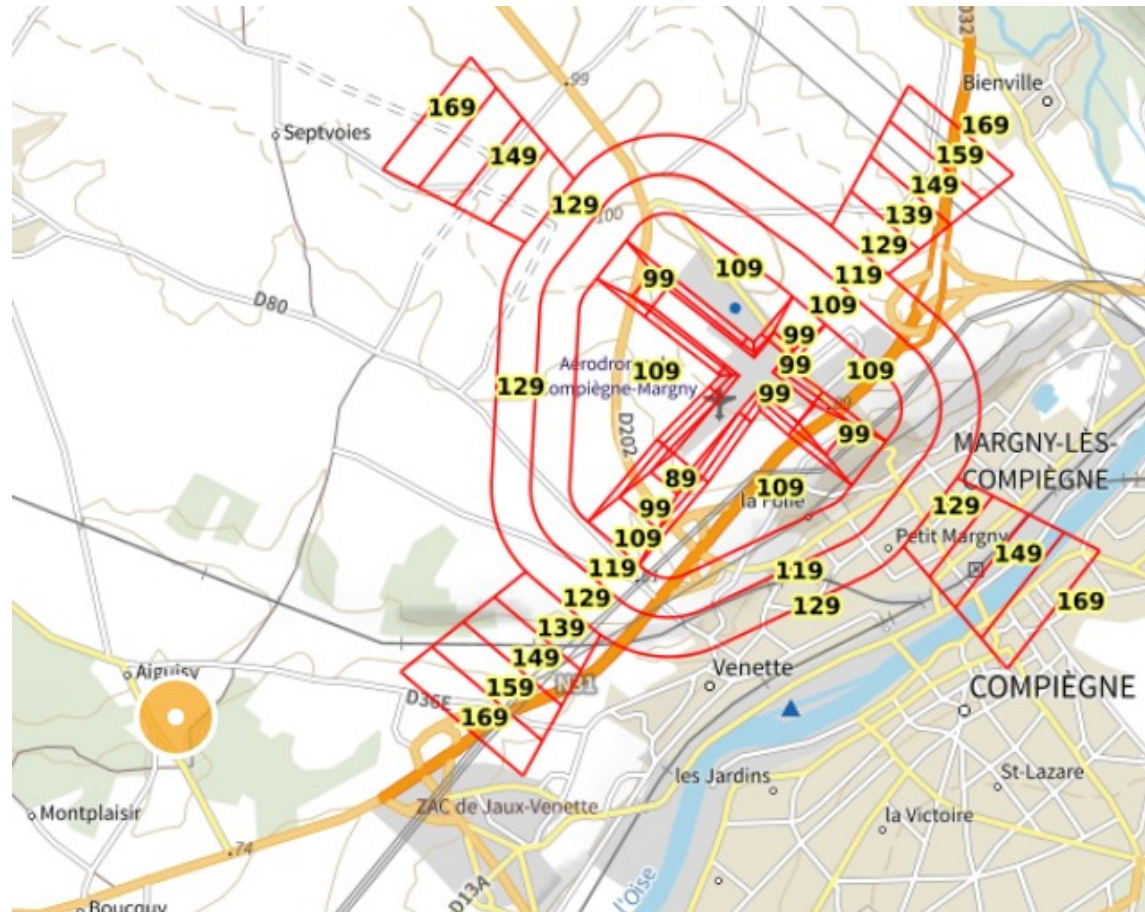 D32
.99
Bienville
169
169
Septvoies
159
149
149
129
.100
139
129
119
99
109
D80
109
99
99
Aérodrome de
Compiègne-Margny
109
109
129
99
D202
99
MARGNY-LÈS-
COMPIÈGNE
89
109
la Folie
99
129
Petit Margny
109
149
119
119
129
129
169
139
149
Venette
Aiguisy
159
N31
COMPIÈGNE
D36E
169
les Jardins
St-Lazare
ZAC de Jaux-Venette
Montplaisir
la Victoire
.74
D13A
l'Oise
Boucquy